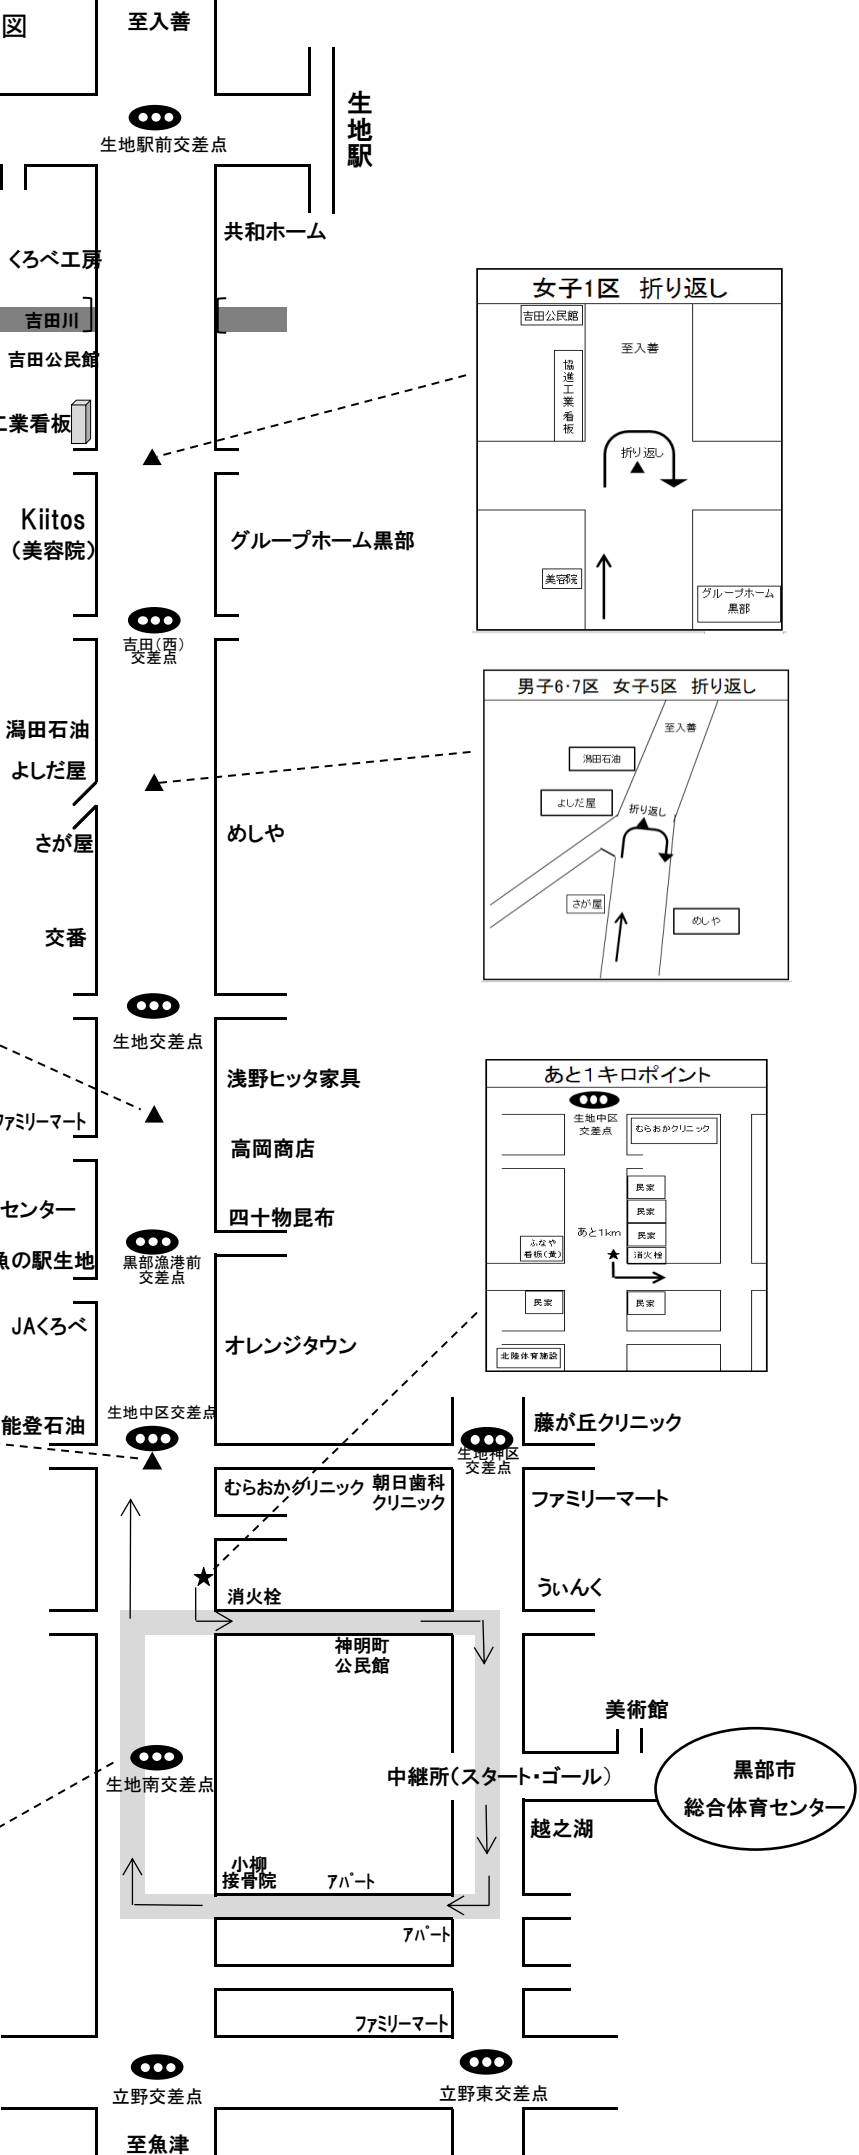 図
至入善
生地駅
生地駅前交差点
共和ホーム
くろべ工房
吉田川
吉田公民館
工業看板
Kiitos
（美容院）
グループホーム黒部
吉田（西）
交差点
潟田石油
よしだ屋
さが屋
めしや
交番
生地交差点
浅野ヒッタ家具
ファミリーマート
高岡商店
センター
四十物昆布
魚の駅生地
黒部漁港前
交差点
JAくろべ
オレンジタウン
能登石油
生地中区交差点
藤が丘クリニック
生地神区
交差点
むらおかクリニック
朝日歯科
クリニック
ファミリーマート
消火栓
うぃんく
神明町
公民館
美術館
生地南交差点
中継所（スタート・ゴール）
黒部市
総合体育センター
越之湖
小柳
接骨院
アパート
アパート
ファミリーマート
立野交差点
立野東交差点
至魚津
女子1区　折り返し
吉田公民館
至入善
協進工業看板
折り返し
美容院
グループホーム
黒部
男子6・7区　女子5区　折り返し
至入善
潟田石油
よしだ屋
折り返し
さが屋
めしや
あと1キロポイント
生地中区
交差点
むらおかクリニック
民家
民家
あと1km
民家
ふなや
看板（黄）
消火栓
民家
民家
北陸体育施設